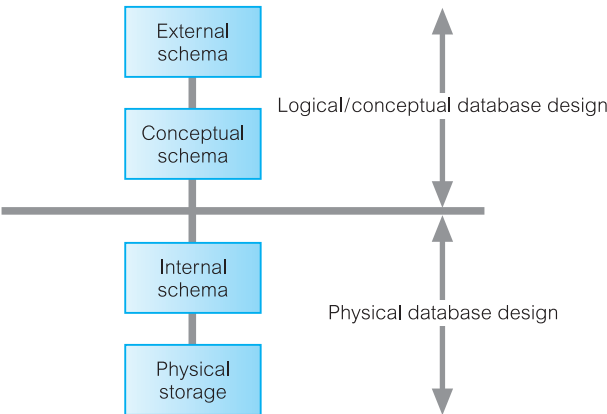 External
schema
Logical/conceptual database design
Conceptual
schema
Internal
schema
Physical database design
Physical
storage